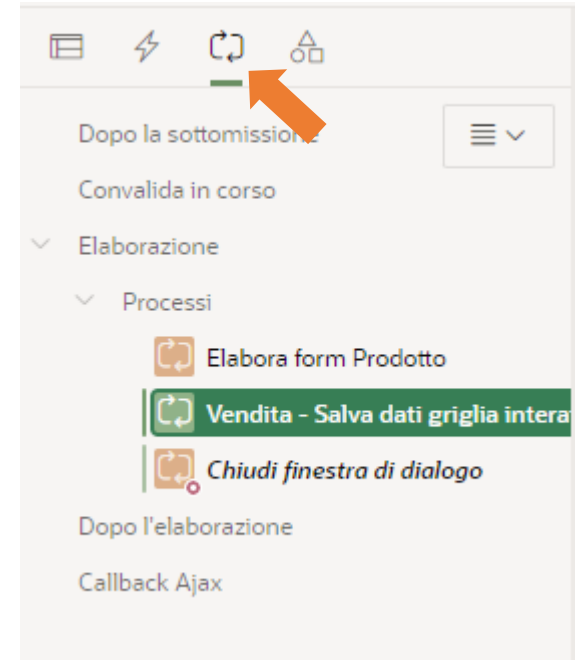 Dopo la sottomissione
Convalida in corso
Elaborazione
Processi
Elabora form Prodotto
Vendita - Salva dati griglia intera
Chiudi finestra di dialogo
Dopo l'elaborazione
Callback Ajax